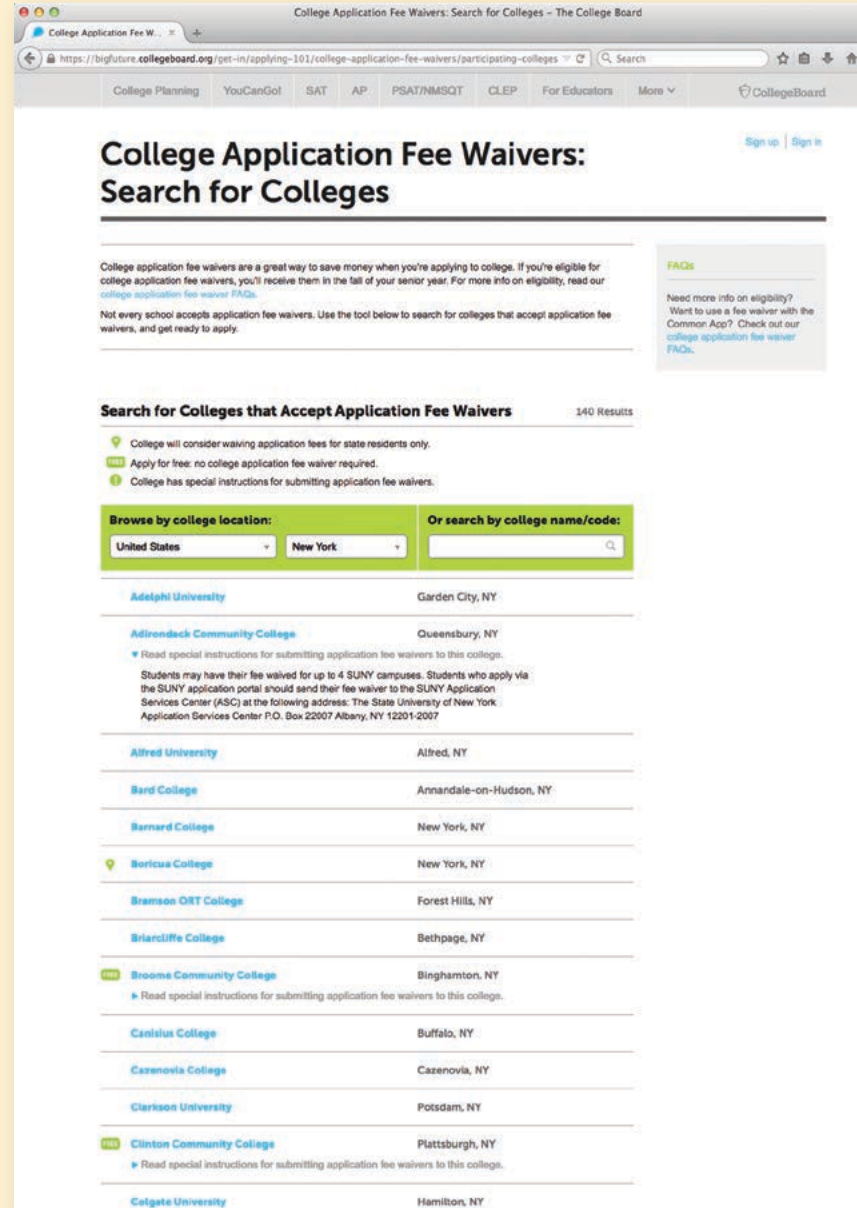 College Application Fee Waivers: Search for Colleges – The College Board
College Application Fee W...
https://bigfuture.collegeboard.org/get-in/applying-101/college-application-fee-waivers/participating-colleges
Search
College Planning YouCanGo! SAT AP PSAT/NMSQT CLEP For Educators More
CollegeBoard
Sign up | Sign in
College Application Fee Waivers:
Search for Colleges
College application fee waivers are a great way to save money when you're applying to college. If you're eligible for
college application fee waivers, you'll receive them in the fall of your senior year. For more info on eligibility, read our
college application fee waiver FAQs.
Not every school accepts application fee waivers. Use the tool below to search for colleges that accept application fee
waivers, and get ready to apply.
FAQs
Need more info on eligibility?
Want to use a fee waiver with the
Common App? Check out our
college application fee waiver
FAQs.
Search for Colleges that Accept Application Fee Waivers 140 Results
College will consider waiving application fees for state residents only.
FREE Apply for free: no college application fee waiver required.
College has special instructions for submitting application fee waivers.
Browse by college location: Or search by college name/code:
United States New York
Adelphi University Garden City, NY
Adirondack Community College Queensbury, NY
Read special instructions for submitting application fee waivers to this college.
Students may have their fee waived for up to 4 SUNY campuses. Students who apply via
the SUNY application portal should send their fee waiver to the SUNY Application
Services Center (ASC) at the following address: The State University of New York
Application Services Center P.O. Box 22007 Albany, NY 12201-2007
Alfred University Alfred, NY
Bard College Annandale-on-Hudson, NY
Barnard College New York, NY
Boricua College New York, NY
Bramson ORT College Forest Hills, NY
Briarcliffe College Bethpage, NY
FREE Broome Community College Binghamton, NY
Read special instructions for submitting application fee waivers to this college.
Canisius College Buffalo, NY
Cazenovia College Cazenovia, NY
Clarkson University Potsdam, NY
FREE Clinton Community College Plattsburgh, NY
Read special instructions for submitting application fee waivers to this college.
Colgate University Hamilton, NY